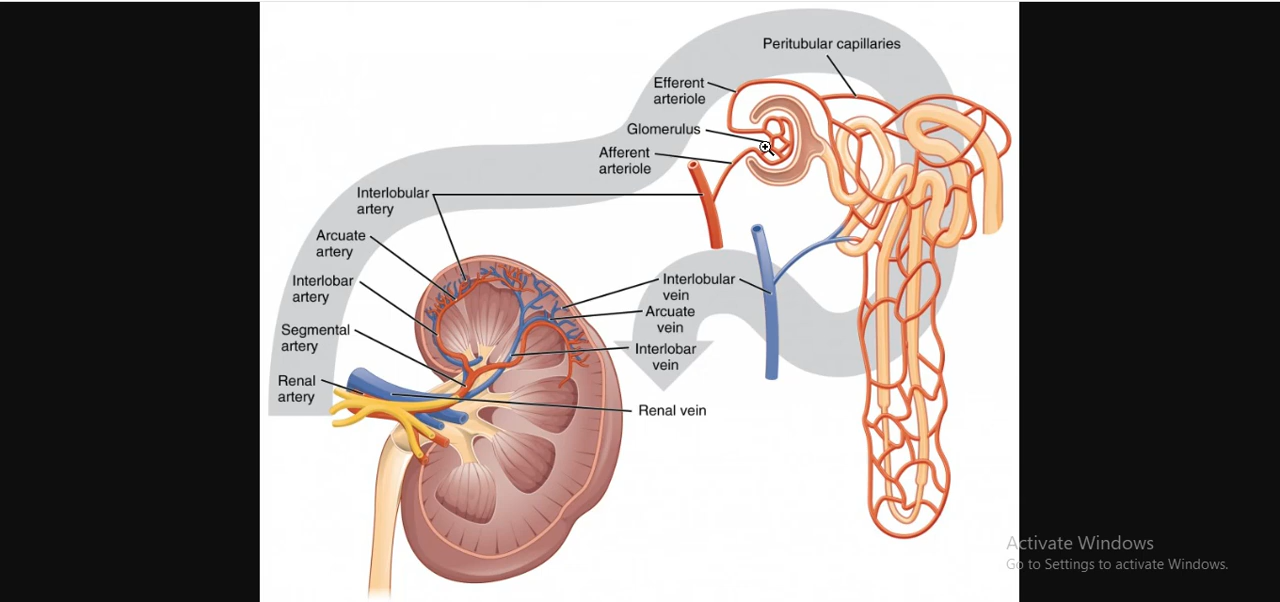 Peritubular capillaries
Efferent
arteriole
Glomerulus
Afferent
arteriole
Interlobular
artery
Arcuate
artery
Interlobar
artery
Segmental
artery
Renal
artery
Interlobular
vein
Arcuate
vein
Interlobar
vein
Renal vein
Activate Windows
Go to Settings to activate Windows.